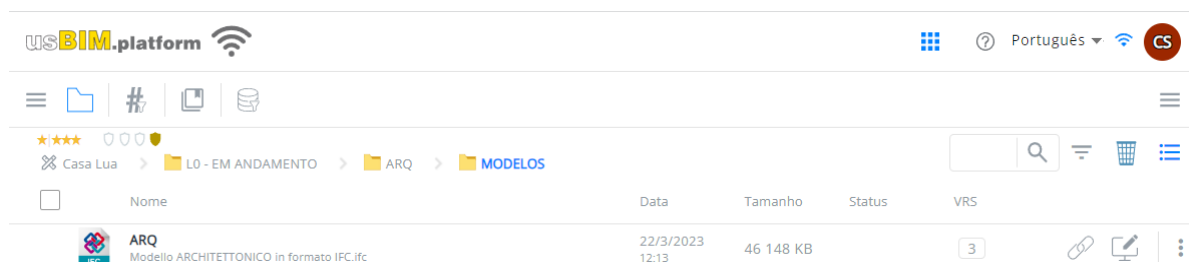 usBIM.platform
Português
CS
#
Casa Lua > L0 - EM ANDAMENTO > ARQ > MODELOS
Nome Data Tamanho Status VRS
ARQ 22/3/2023 46 148 KB 3
Modello ARCHITETTONICO in formato IFC.ifc 12:13
IFC